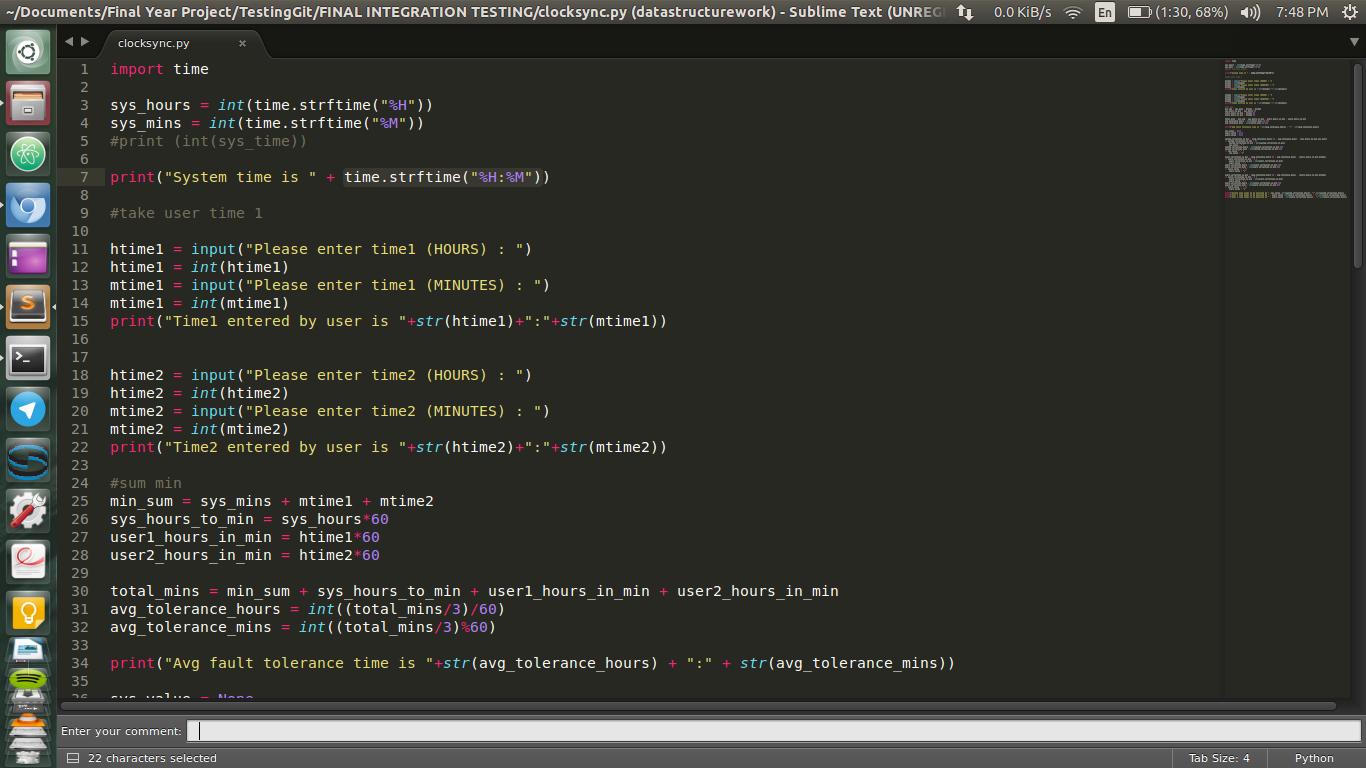 ~/Documents/Final Year Project/TestingGit/FINAL INTEGRATION TESTING/clocksync.py (datastructurework) - Sublime Text (UNREG
0.0 KiB/s En (1:30, 68%) 7:48 PM
clocksync.py ×
1 import time
2
3 sys_hours = int(time.strftime("%H"))
4 sys_mins = int(time.strftime("%M"))
5 #print (int(sys_time))
6
7 print("System time is " + time.strftime("%H:%M"))
8
9 #take user time 1
10
11 htime1 = input("Please enter time1 (HOURS) : ")
12 htime1 = int(htime1)
13 mtime1 = input("Please enter time1 (MINUTES) : ")
14 mtime1 = int(mtime1)
15 print("Time1 entered by user is "+str(htime1)+":"+str(mtime1))
16
17
18 htime2 = input("Please enter time2 (HOURS) : ")
19 htime2 = int(htime2)
20 mtime2 = input("Please enter time2 (MINUTES) : ")
21 mtime2 = int(mtime2)
22 print("Time2 entered by user is "+str(htime2)+":"+str(mtime2))
23
24 #sum min
25 min_sum = sys_mins + mtime1 + mtime2
26 sys_hours_to_min = sys_hours*60
27 user1_hours_in_min = htime1*60
28 user2_hours_in_min = htime2*60
29
30 total_mins = min_sum + sys_hours_to_min + user1_hours_in_min + user2_hours_in_min
31 avg_tolerance_hours = int((total_mins/3)/60)
32 avg_tolerance_mins = int((total_mins/3)%60)
33
34 print("Avg fault tolerance time is "+str(avg_tolerance_hours) + ":" + str(avg_tolerance_mins))
35
36 sys_value = None
Enter your comment:
22 characters selected Tab Size: 4 Python